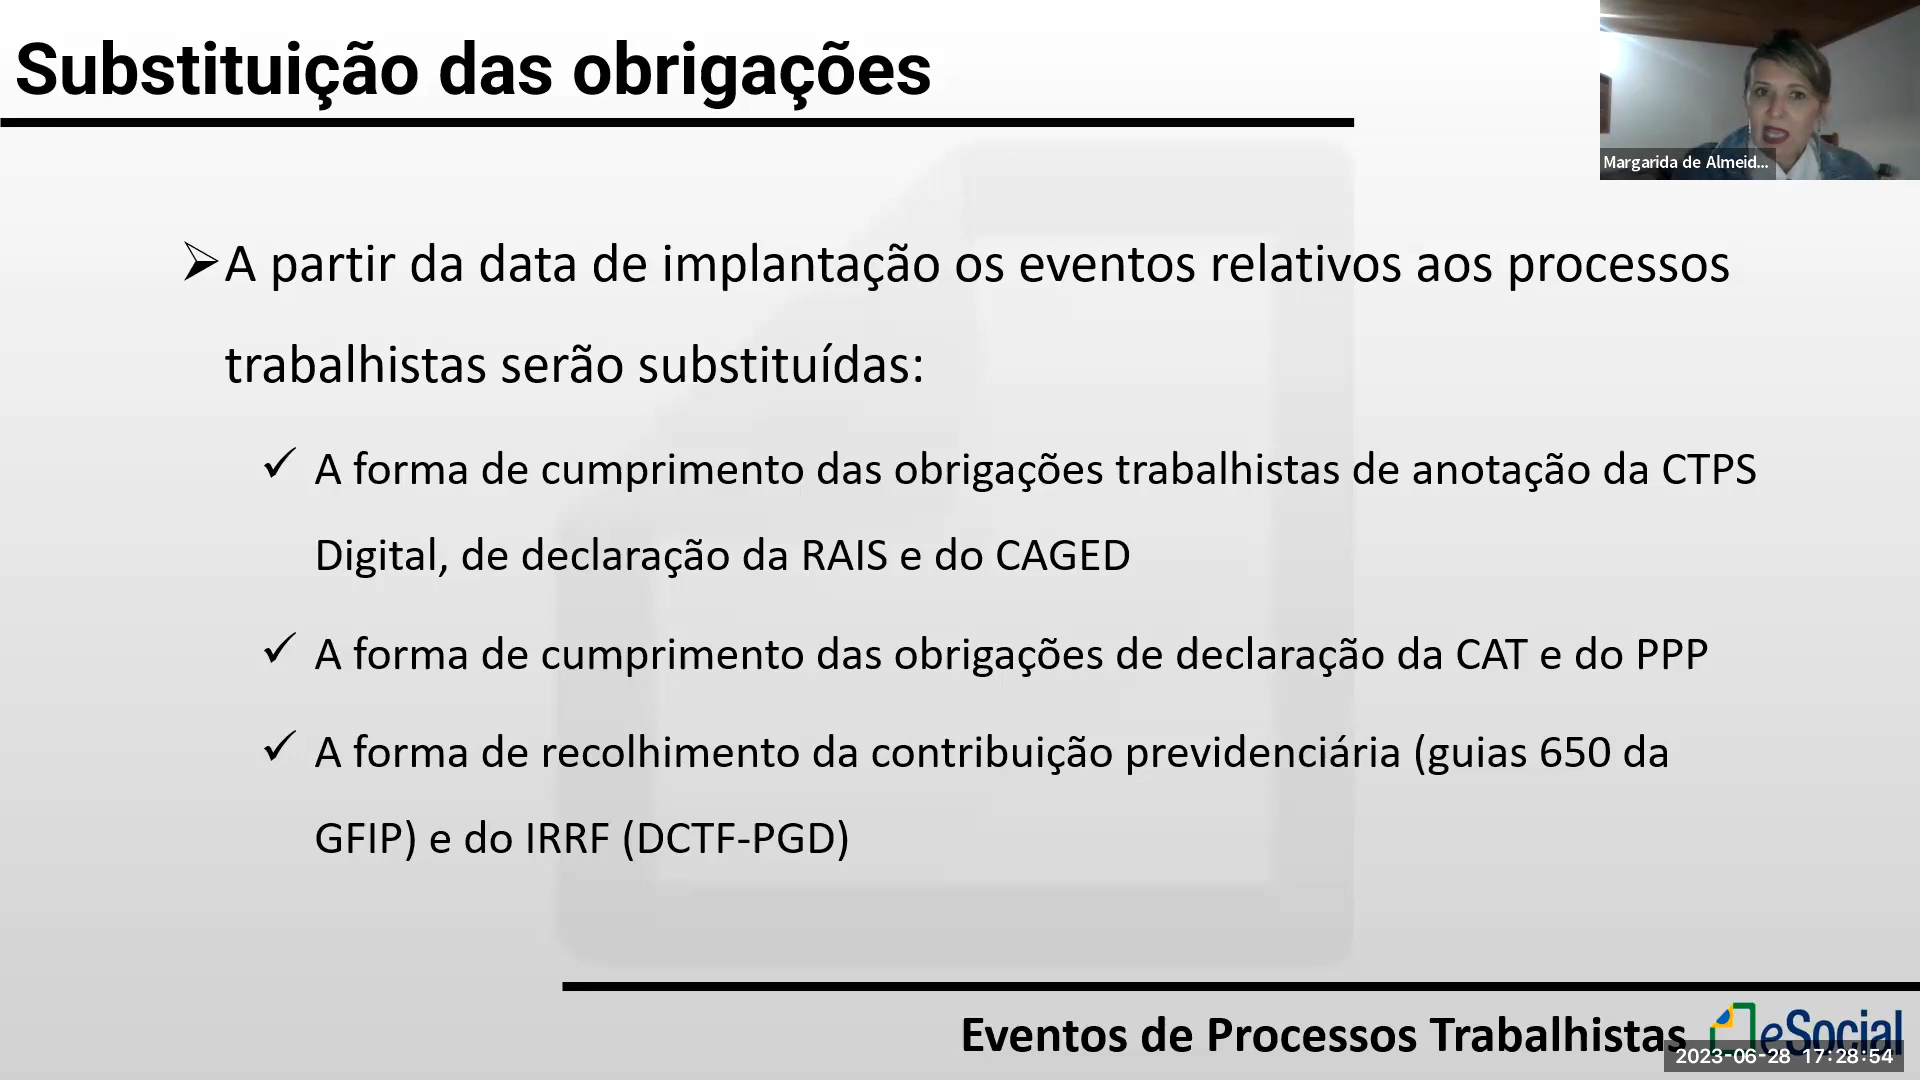 Substituição das obrigações
Margarida de Almeid...
➢A partir da data de implantação os eventos relativos aos processos
trabalhistas serão substituídas:
✓ A forma de cumprimento das obrigações trabalhistas de anotação da CTPS
Digital, de declaração da RAIS e do CAGED
✓ A forma de cumprimento das obrigações de declaração da CAT e do PPP
✓ A forma de recolhimento da contribuição previdenciária (guias 650 da
GFIP) e do IRRF (DCTF-PGD)
Eventos de Processos Trabalhistas
eSocial
2023-06-28 17:28:54